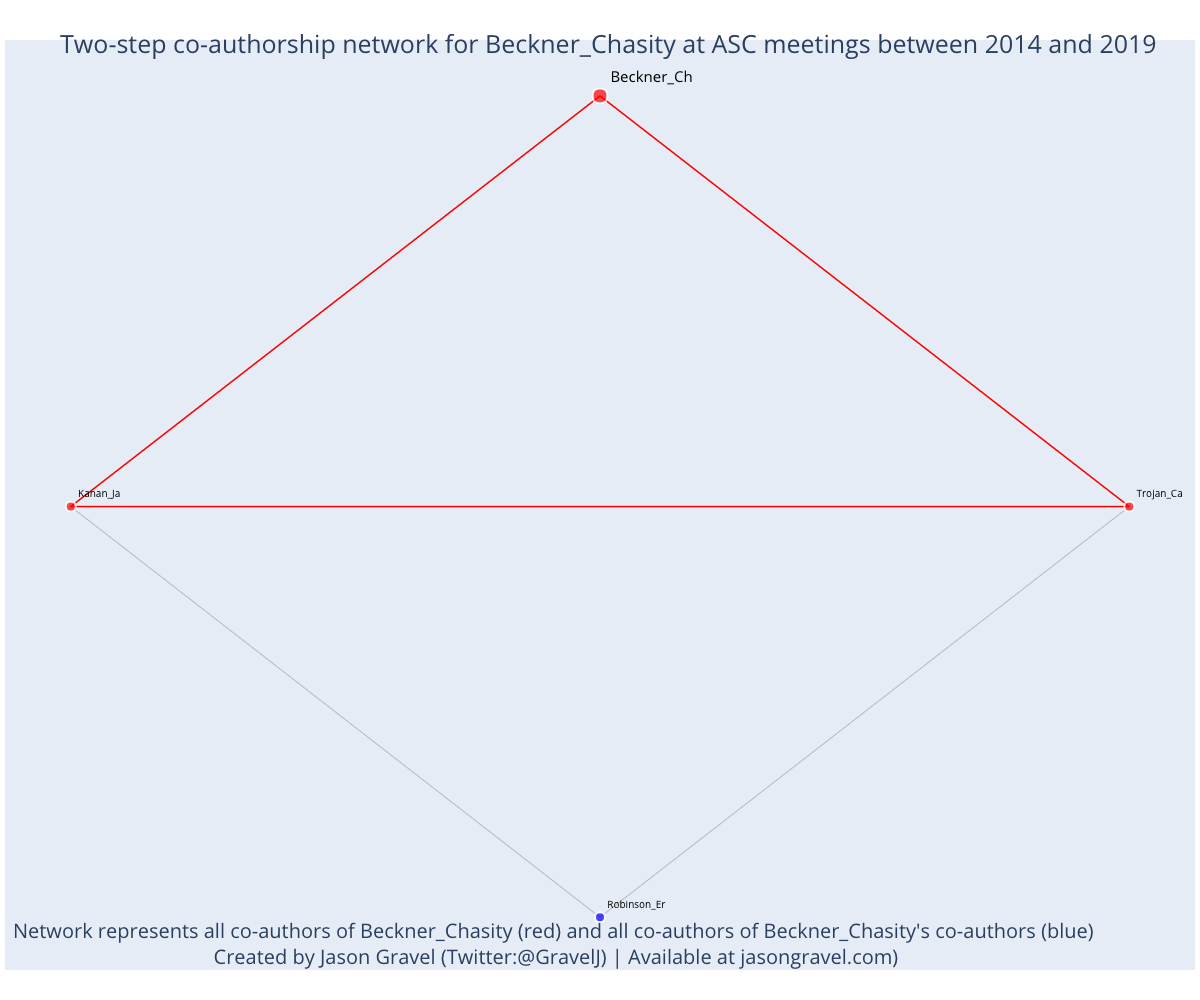 Two-step co-authorship network for Beckner_Chasity at ASC meetings between 2014 and 2019
Beckner_Ch
Kanan_Ja
Trojan_Ca
Robinson_Er
Network represents all co-authors of Beckner_Chasity (red) and all co-authors of Beckner_Chasity's co-authors (blue)
Created by Jason Gravel (Twitter:@GravelJ) | Available at jasongravel.com)